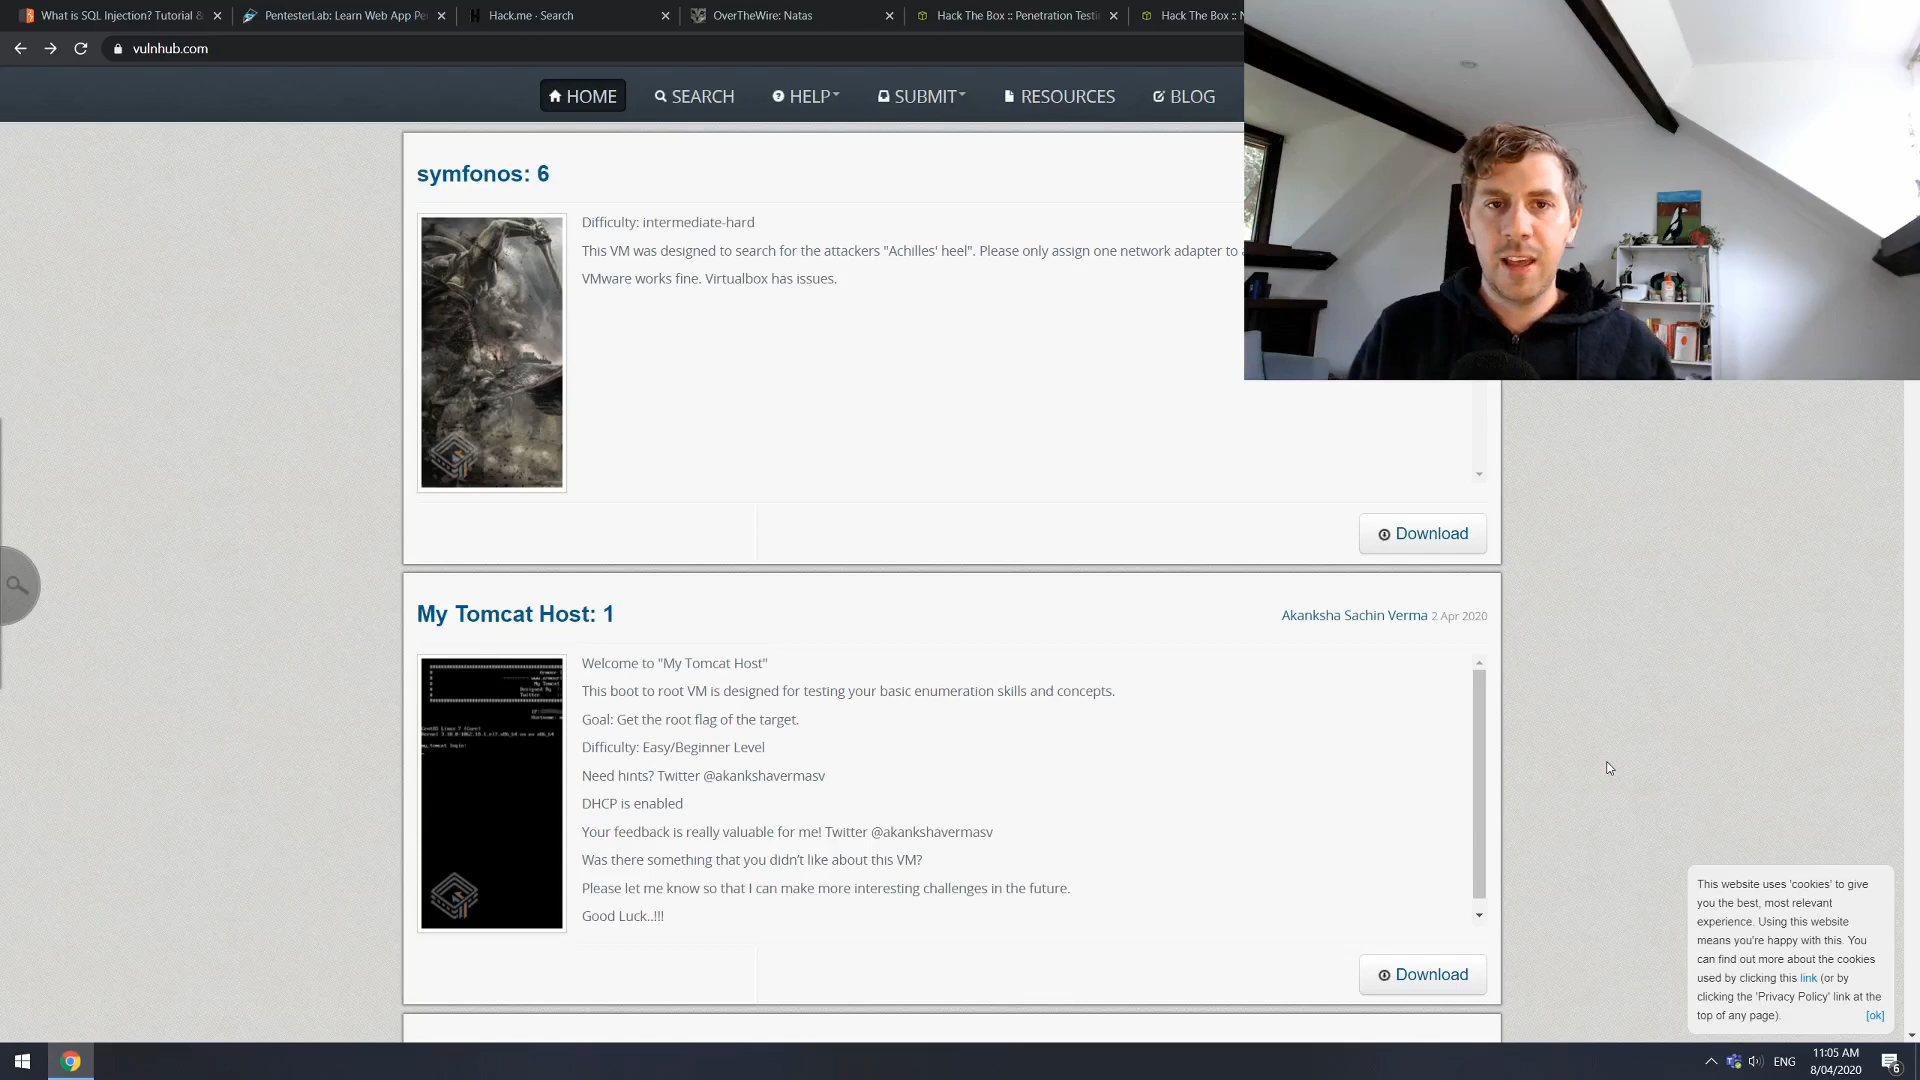 What is SQL Injection? Tutorial &
PentesterLab: Learn Web App Pe
Hack.me · Search
OverTheWire: Natas
Hack The Box :: Penetration Testi
Hack The Box :: N
vulnhub.com
HOME
SEARCH
HELP
SUBMIT
RESOURCES
BLOG
symfonos: 6
Difficulty: intermediate-hard
This VM was designed to search for the attackers "Achilles' heel". Please only assign one network adapter to a
VMware works fine. Virtualbox has issues.
Download
My Tomcat Host: 1
Akanksha Sachin Verma 2 Apr 2020
Welcome to "My Tomcat Host"
This boot to root VM is designed for testing your basic enumeration skills and concepts.
Goal: Get the root flag of the target.
Difficulty: Easy/Beginner Level
Need hints? Twitter @akankshavermasv
DHCP is enabled
Your feedback is really valuable for me! Twitter @akankshavermasv
Was there something that you didn't like about this VM?
Please let me know so that I can make more interesting challenges in the future.
Good Luck..!!!
Download
This website uses 'cookies' to give
you the best, most relevant
experience. Using this website
means you're happy with this. You
can find out more about the cookies
used by clicking this link (or by
clicking the 'Privacy Policy' link at the
top of any page).
[ok]
ENG
11:05 AM
8/04/2020
6